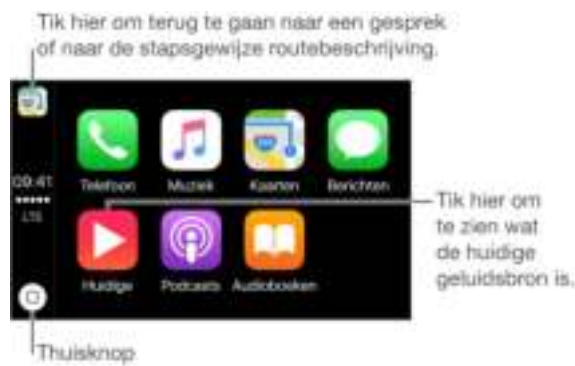 Tik hier om terug te gaan naar een gesprek
of naar de stapsgewijze routebeschrijving.
09:41
LTE
Telefoon Muziek Kaarten Berichten
Huidige Podcasts Audioboeken
Tik hier om
te zien wat
de huidige
geluidsbron is.
Thuisknop